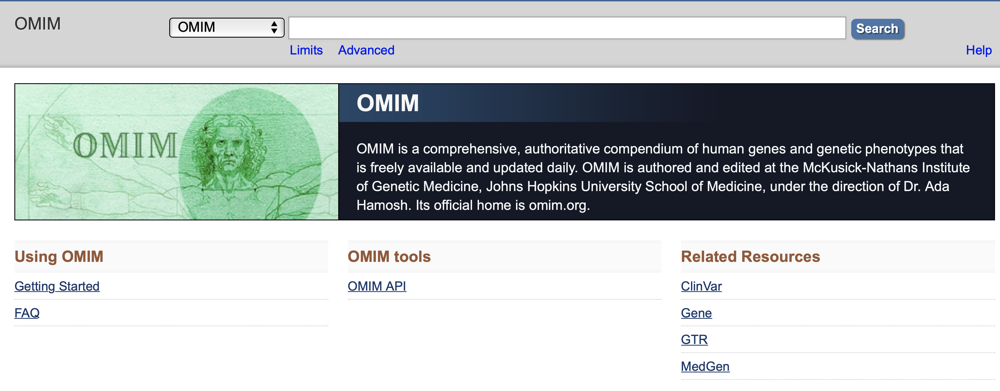 OMIM
OMIM
Search
Limits
Advanced
Help
OMIM
OMIM
OMIM is a comprehensive, authoritative compendium of human genes and genetic phenotypes that
is freely available and updated daily. OMIM is authored and edited at the McKusick-Nathans Institute
of Genetic Medicine, Johns Hopkins University School of Medicine, under the direction of Dr. Ada
Hamosh. Its official home is omim.org.
Using OMIM
Getting Started
FAQ
OMIM tools
OMIM API
Related Resources
ClinVar
Gene
GTR
MedGen